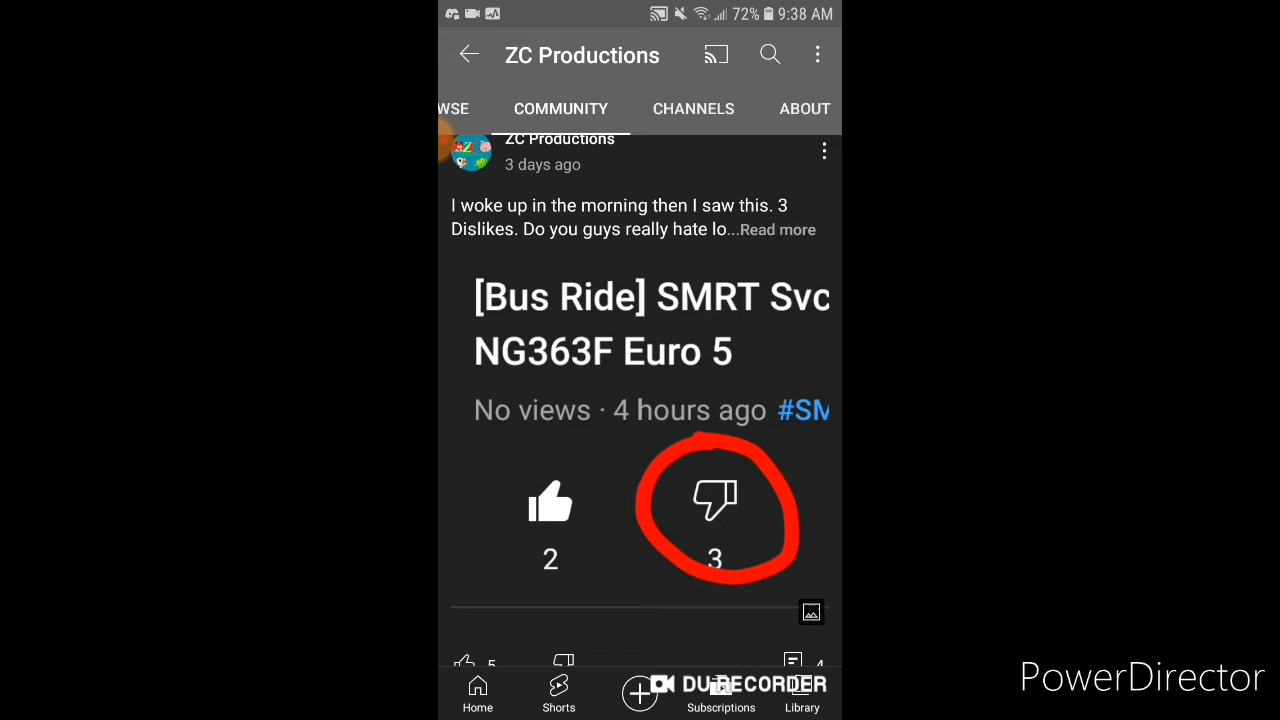 72% 9:38 AM
ZC Productions
WSE COMMUNITY CHANNELS ABOUT
ZC Productions
3 days ago
I woke up in the morning then I saw this. 3
Dislikes. Do you guys really hate lo...Read more
[Bus Ride] SMRT Svc
NG363F Euro 5
No views · 4 hours ago #SM
2 3
5 4
DU RECORDER
Home Shorts Subscriptions Library
PowerDirector